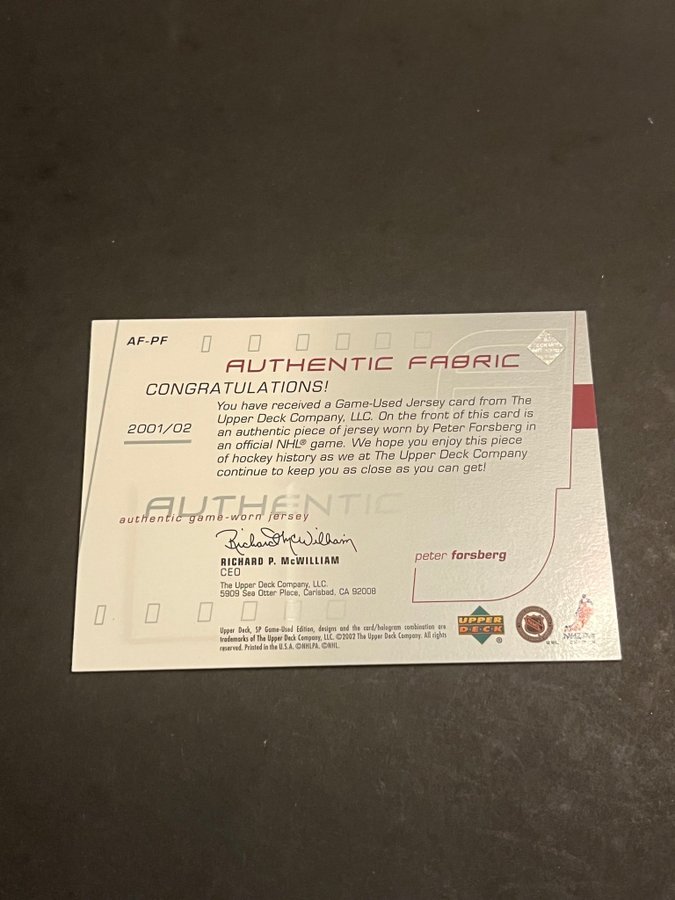 AF-PF
AUTHENTIC FABRIC
CONGRATULATIONS!
2001/02
You have received a Game-Used Jersey card from The
Upper Deck Company, LLC. On the front of this card is
an authentic piece of jersey worn by Peter Forsberg in
an official NHL® game. We hope you enjoy this piece
of hockey history as we at The Upper Deck Company
continue to keep you as close as you can get!
AUTHENTIC
authentic game-worn jersey
Richard McWilliam
RICHARD P. McWILLIAM
CEO
The Upper Deck Company, LLC.
5909 Sea Otter Place, Carlsbad, CA 92008
peter forsberg
Upper Deck, SP Game-Used Edition, designs and the card/hologram combination are
trademarks of The Upper Deck Company, LLC. ©2002 The Upper Deck Company. All rights
reserved. Printed in the U.S.A. ©NHLPA. ©NHL.
UPPER
DECK
®